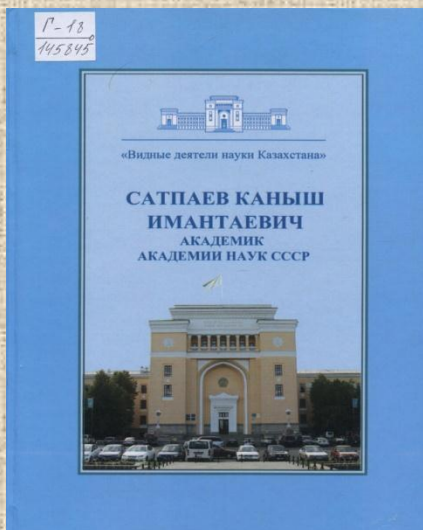 Г-18
145845
«Видные деятели науки Казахстана»
САТПАЕВ КАНЫШ
ИМАНТАЕВИЧ
АКАДЕМИК
АКАДЕМИИ НАУК СССР